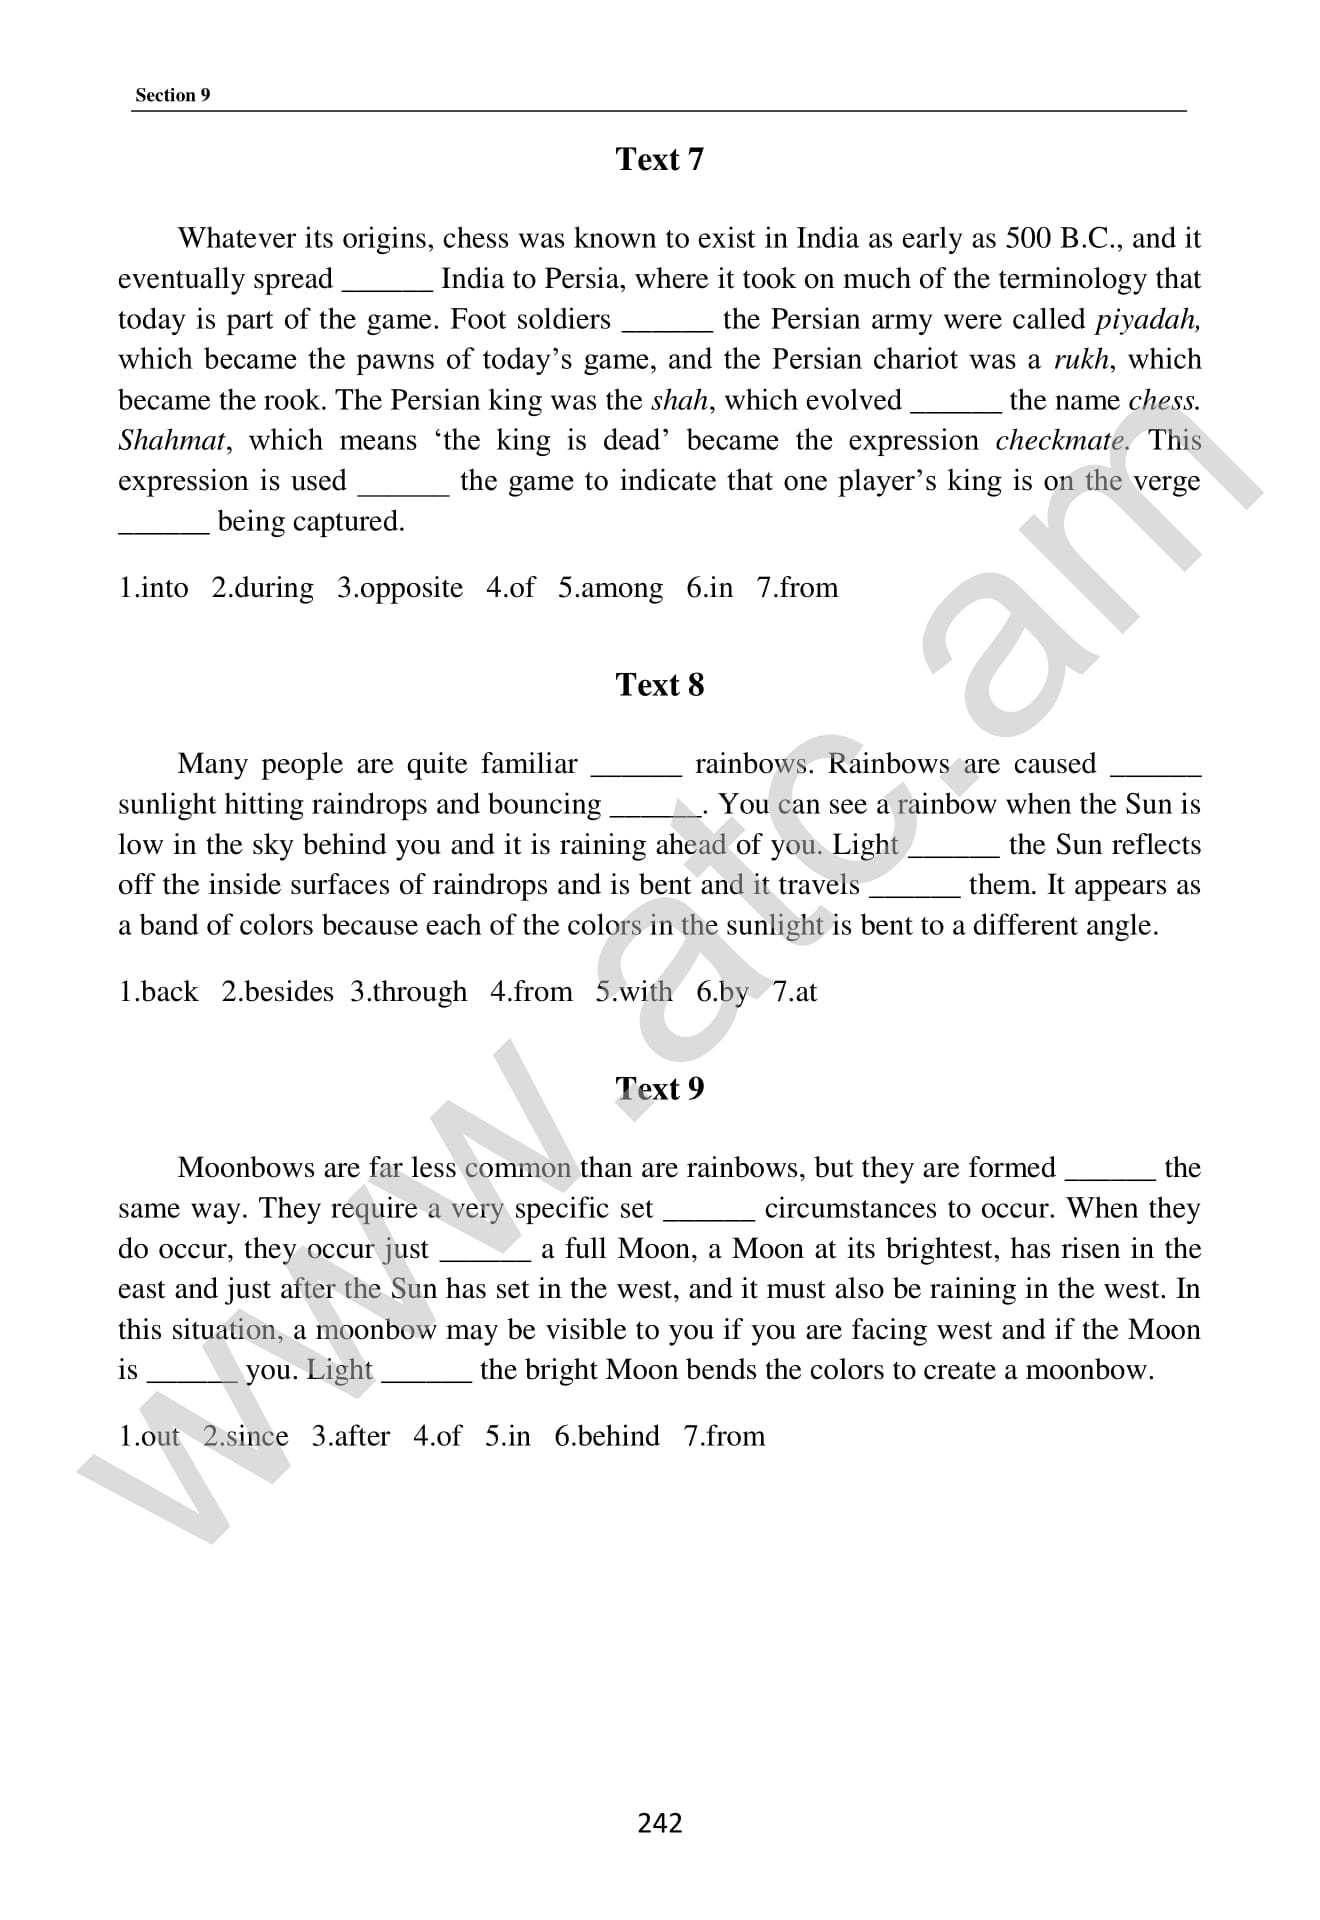 Section 9
Text 7
Whatever its origins, chess was known to exist in India as early as 500 B.C., and it
eventually spread ______ India to Persia, where it took on much of the terminology that
today is part of the game. Foot soldiers ______ the Persian army were called piyadah,
which became the pawns of today’s game, and the Persian chariot was a rukh, which
became the rook. The Persian king was the shah, which evolved ______ the name chess.
Shahmat, which means ‘the king is dead’ became the expression checkmate. This
expression is used ______ the game to indicate that one player’s king is on the verge
______ being captured.
1.into 2.during 3.opposite 4.of 5.among 6.in 7.from
Text 8
Many people are quite familiar ______ rainbows. Rainbows are caused ______
sunlight hitting raindrops and bouncing ______. You can see a rainbow when the Sun is
low in the sky behind you and it is raining ahead of you. Light ______ the Sun reflects
off the inside surfaces of raindrops and is bent and it travels ______ them. It appears as
a band of colors because each of the colors in the sunlight is bent to a different angle.
1.back 2.besides 3.through 4.from 5.with 6.by 7.at
Text 9
Moonbows are far less common than are rainbows, but they are formed ______ the
same way. They require a very specific set ______ circumstances to occur. When they
do occur, they occur just ______ a full Moon, a Moon at its brightest, has risen in the
east and just after the Sun has set in the west, and it must also be raining in the west. In
this situation, a moonbow may be visible to you if you are facing west and if the Moon
is ______ you. Light ______ the bright Moon bends the colors to create a moonbow.
1.out 2.since 3.after 4.of 5.in 6.behind 7.from
242
www.atc.am